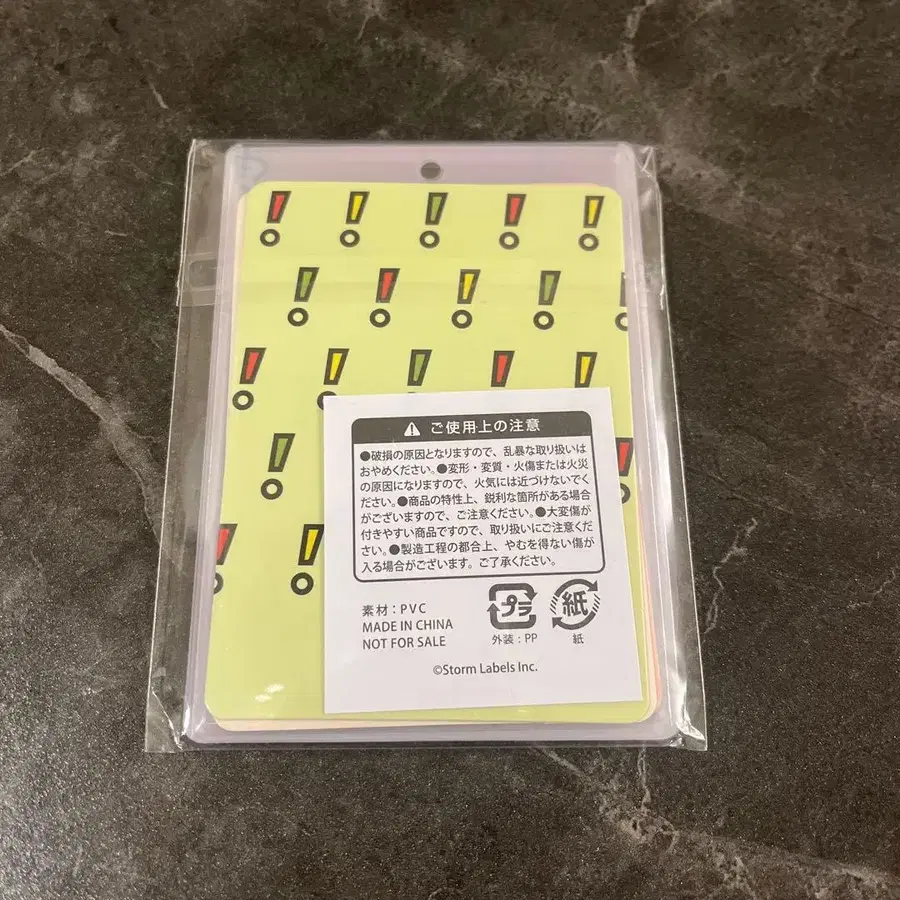 ご使用上の注意
●破損の原因となりますので、乱暴な取り扱いは
おやめください。●変形・変質・火傷または火災
の原因になりますので、火気には近づけないでく
ださい。●商品の特性上、鋭利な箇所がある場合
がございますので、ご注意ください。●大変傷が
付きやすい商品ですので、取り扱いにご注意くだ
さい。●製造工程の都合上、やむを得ない傷が
入る場合がございます。ご了承ください。
素材：PVC
MADE IN CHINA
NOT FOR SALE
プラ
外装：PP
紙
紙
©Storm Labels Inc.